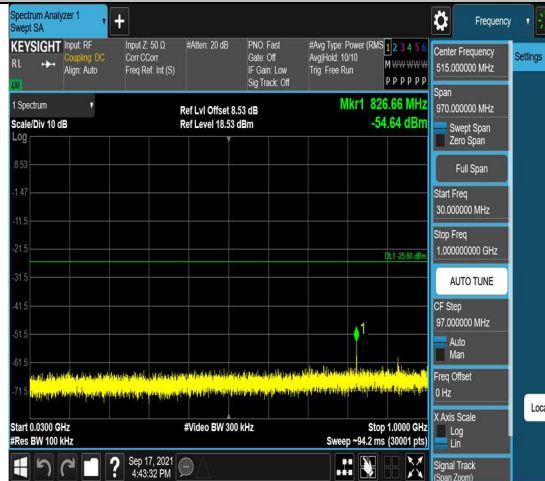 Spectrum Analyzer 1
Swept SA
+
Frequency
Settings
KEYSIGHT
RL
Input: RF
Coupling: DC
Align: Auto
Input Z: 50 Ω
Corr CCorr
Freq Ref: Int (S)
#Atten: 20 dB
PNO: Fast
Gate: Off
IF Gain: Low
Sig Track: Off
#Avg Type: Power (RMS
Avg|Hold: 10/10
Trig: Free Run
1 2 3 4 5 6
M W W W W W
P P P P P P
1 Spectrum
Scale/Div 10 dB
Log
Ref Lvl Offset 8.53 dB
Ref Level 18.53 dBm
Mkr1 826.66 MHz
-54.64 dBm
8.53
-1.47
-11.5
-21.5
-31.5
-41.5
-51.5
-61.5
-71.5
DL1 -25.80 dBm
1
Start 0.0300 GHz
#Res BW 100 kHz
#Video BW 300 kHz
Stop 1.0000 GHz
Sweep ~94.2 ms (30001 pts)
?
Sep 17, 2021
4:43:32 PM
Center Frequency
515.000000 MHz
Span
970.000000 MHz
Swept Span
Zero Span
Full Span
Start Freq
30.000000 MHz
Stop Freq
1.000000000 GHz
AUTO TUNE
CF Step
97.000000 MHz
Auto
Man
Freq Offset
0 Hz
X Axis Scale
Log
Lin
Signal Track
(Span Zoom)
Loca